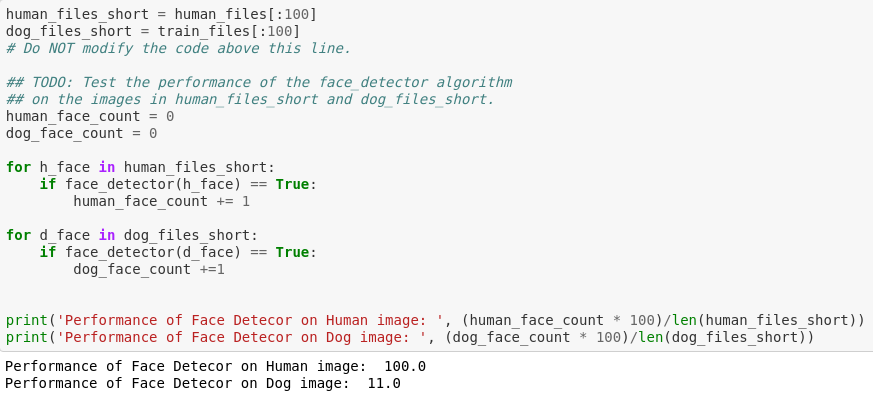 human_files_short = human_files[:100]
dog_files_short = train_files[:100]
# Do NOT modify the code above this line.
## TODO: Test the performance of the face_detector algorithm
## on the images in human_files_short and dog_files_short.
human_face_count = 0
dog_face_count = 0
for h_face in human_files_short:
    if face_detector(h_face) == True:
        human_face_count += 1
for d_face in dog_files_short:
    if face_detector(d_face) == True:
        dog_face_count +=1
print('Performance of Face Detecor on Human image: ', (human_face_count * 100)/len(human_files_short))
print('Performance of Face Detecor on Dog image: ', (dog_face_count * 100)/len(dog_files_short))
Performance of Face Detecor on Human image:  100.0
Performance of Face Detecor on Dog image:  11.0